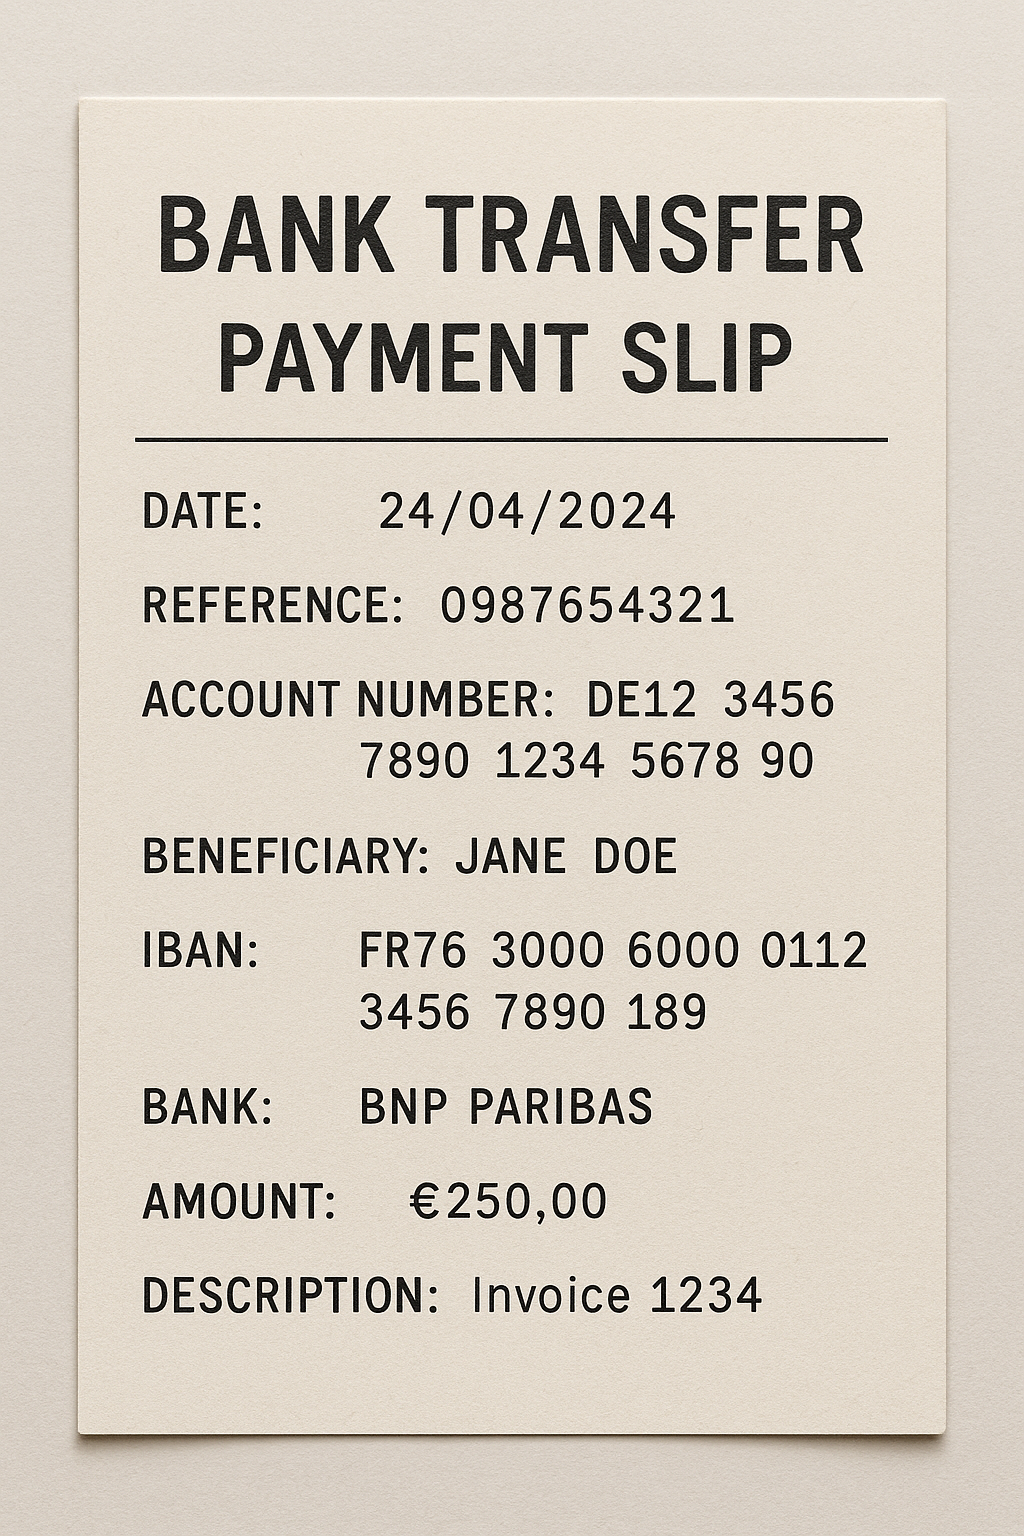 BANK TRANSFER
PAYMENT SLIP
DATE: 24/04/2024
REFERENCE: 0987654321
ACCOUNT NUMBER: DE12 3456
7890 1234 5678 90
BENEFICIARY: JANE DOE
IBAN: FR76 3000 6000 0112
3456 7890 189
BANK: BNP PARIBAS
AMOUNT: €250,00
DESCRIPTION: Invoice 1234